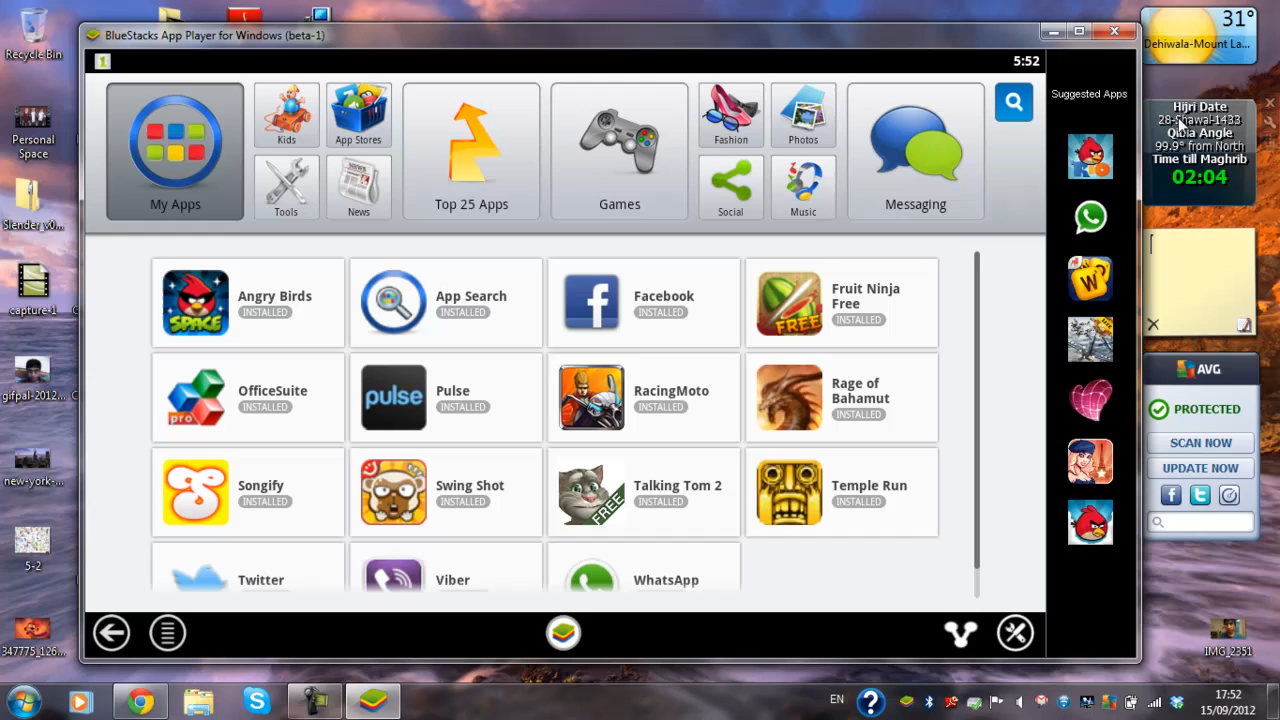 BlueStacks App Player for Windows (beta-1)
31°
Dehiwala-Mount La...
Recycle Bin
1
5:52
Suggested Apps
My Apps
Kids
App Stores
Tools
News
Top 25 Apps
Games
Fashion
Photos
Social
Music
Messaging
Hijri Date
28-Shawal-1433
Qibla Angle
99.9° from North
Time till Maghrib
02:04
Personal
Space
Slender_v0...
capture-1
gifpal-2012...
new-york-...
5-2
347775_126...
Angry Birds
INSTALLED
SPACE
App Search
INSTALLED
Facebook
INSTALLED
Fruit Ninja
Free
INSTALLED
FREE
OfficeSuite
INSTALLED
pro
Pulse
INSTALLED
pulse
RacingMoto
INSTALLED
Rage of
Bahamut
INSTALLED
Songify
INSTALLED
Swing Shot
INSTALLED
Talking Tom 2
INSTALLED
FREE
Temple Run
INSTALLED
Twitter
Viber
WhatsApp
AVG
PROTECTED
SCAN NOW
UPDATE NOW
IMG_2351
EN
17:52
15/09/2012